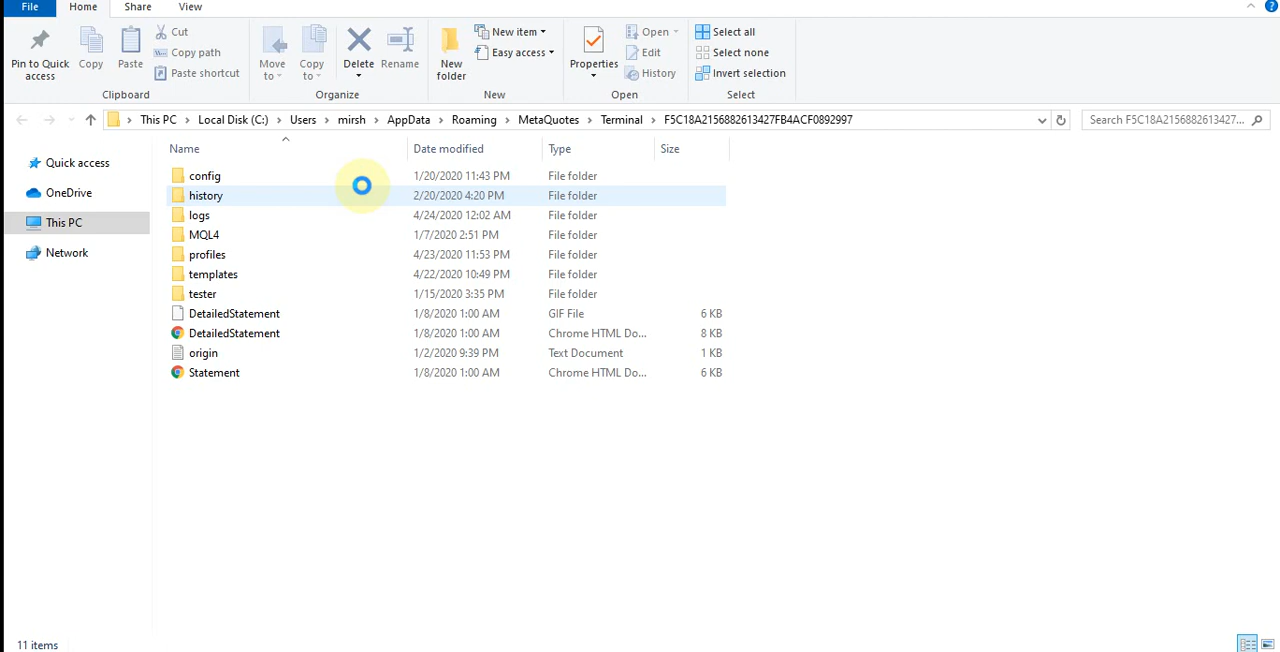 File Home Share View
Pin to Quick access
Copy
Paste
Cut
Copy path
Paste shortcut
Clipboard
Move to
Copy to
Delete
Rename
Organize
New folder
New item
Easy access
New
Properties
Open
Edit
History
Open
Select all
Select none
Invert selection
Select
This PC > Local Disk (C:) > Users > mirsh > AppData > Roaming > MetaQuotes > Terminal > F5C18A2156882613427FB4ACF0892997
Search F5C18A2156882613427...
Quick access
OneDrive
This PC
Network
Name Date modified Type Size
config 1/20/2020 11:43 PM File folder
history 2/20/2020 4:20 PM File folder
logs 4/24/2020 12:02 AM File folder
MQL4 1/7/2020 2:51 PM File folder
profiles 4/23/2020 11:53 PM File folder
templates 4/22/2020 10:49 PM File folder
tester 1/15/2020 3:35 PM File folder
DetailedStatement 1/8/2020 1:00 AM GIF File 6 KB
DetailedStatement 1/8/2020 1:00 AM Chrome HTML Do... 8 KB
origin 1/2/2020 9:39 PM Text Document 1 KB
Statement 1/8/2020 1:00 AM Chrome HTML Do... 6 KB
11 items